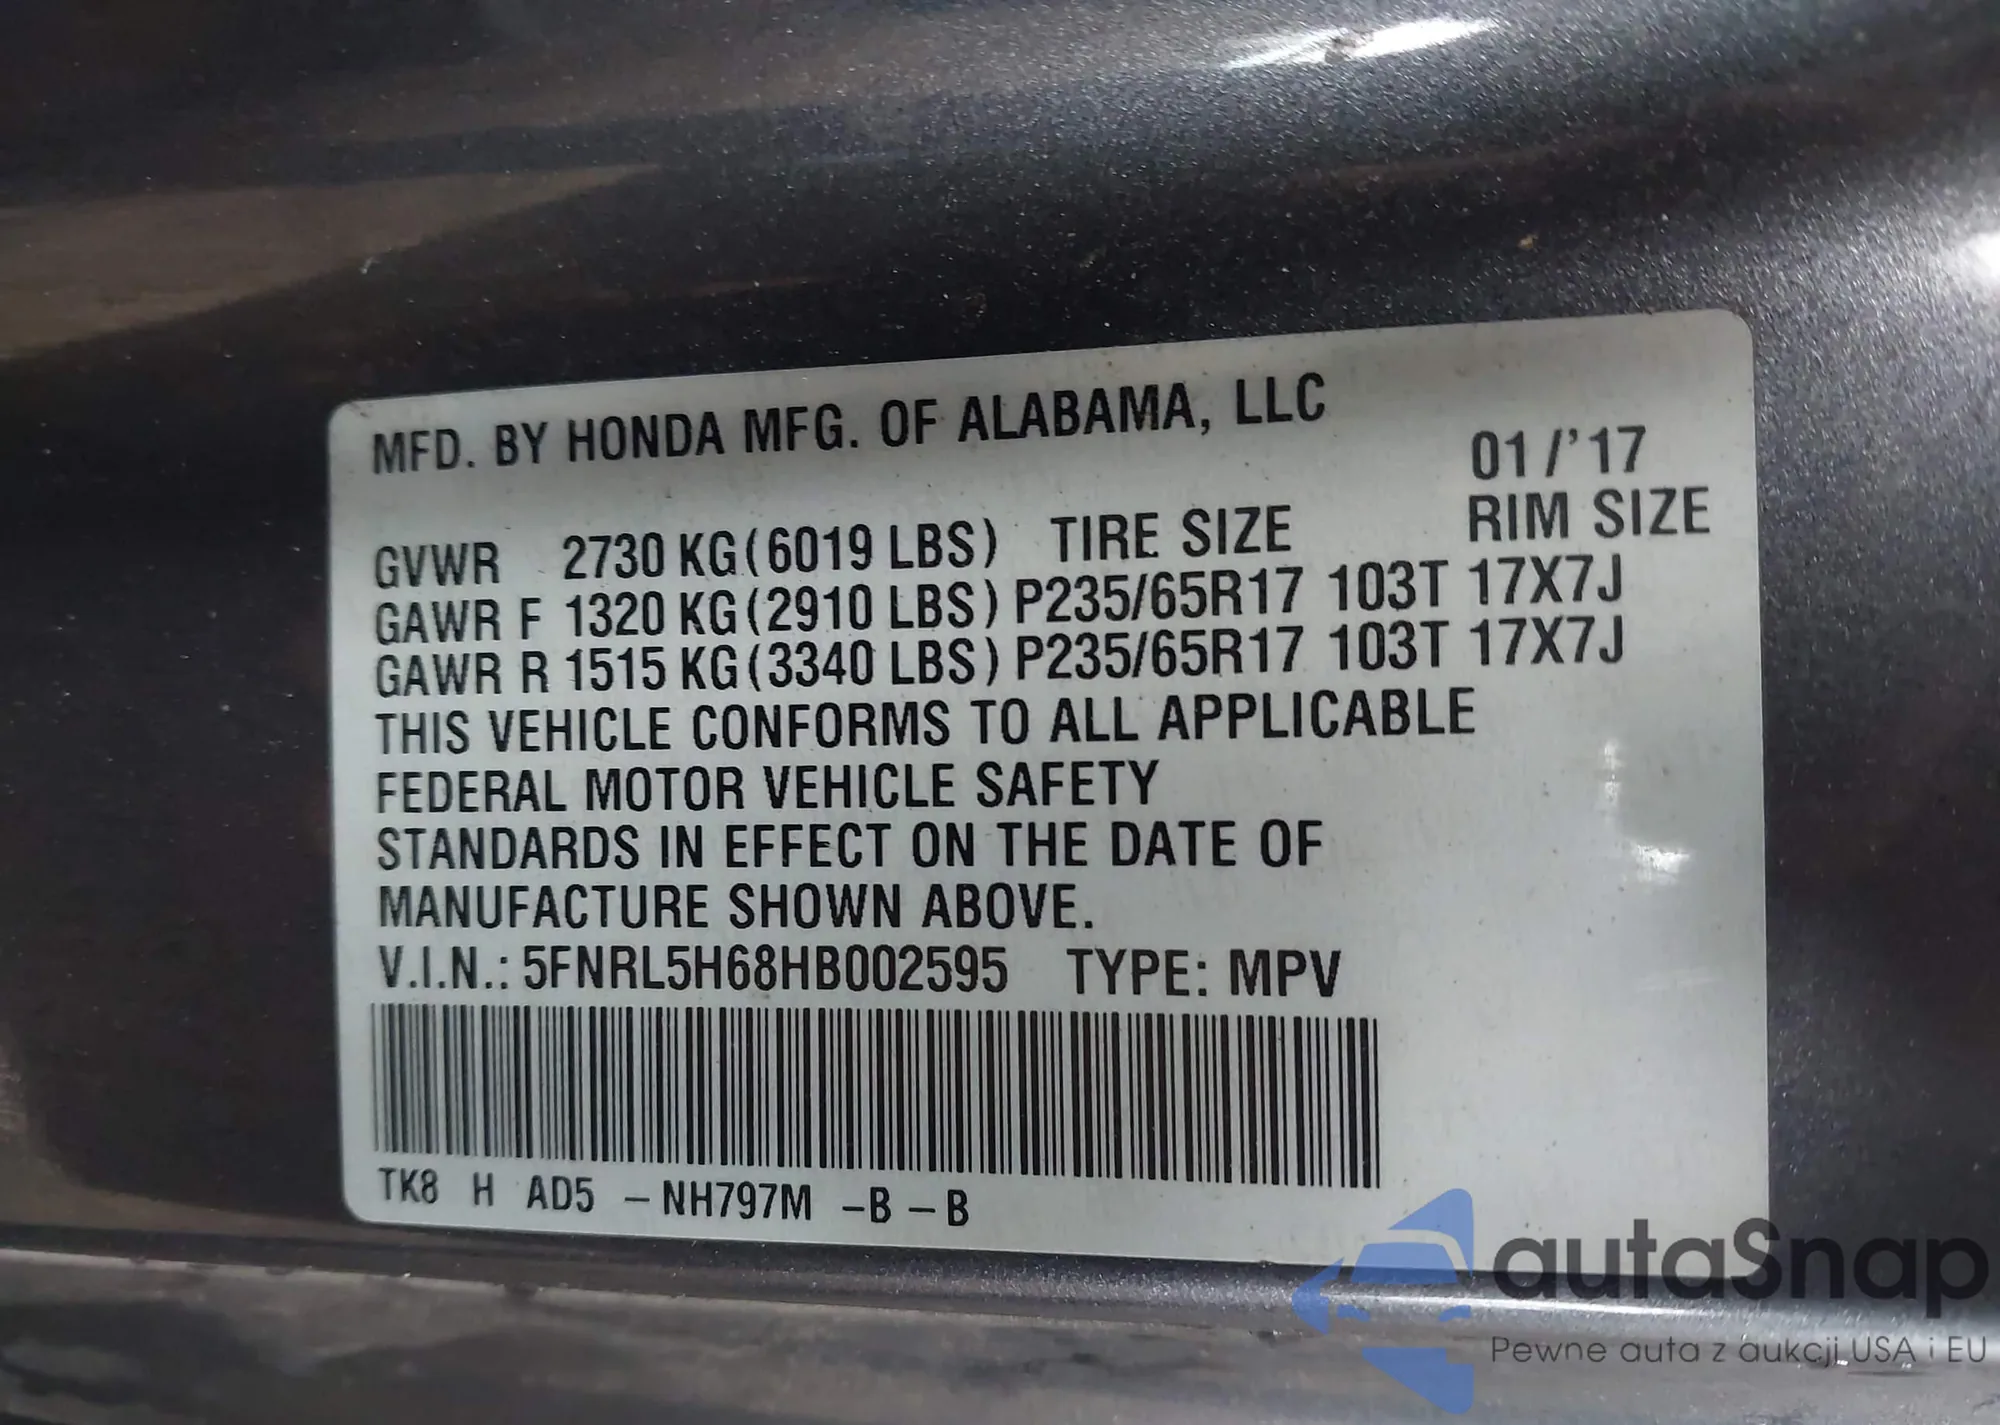 MFD. BY HONDA MFG. OF ALABAMA, LLC
01/'17
GVWR 2730 KG(6019 LBS) TIRE SIZE RIM SIZE
GAWR F 1320 KG(2910 LBS) P235/65R17 103T 17X7J
GAWR R 1515 KG(3340 LBS) P235/65R17 103T 17X7J
THIS VEHICLE CONFORMS TO ALL APPLICABLE
FEDERAL MOTOR VEHICLE SAFETY
STANDARDS IN EFFECT ON THE DATE OF
MANUFACTURE SHOWN ABOVE.
V.I.N.: 5FNRL5H68HB002595 TYPE: MPV
TK8 H AD5 –NH797M –B –B
autaSnap
Pewne auta z aukcji USA i EU